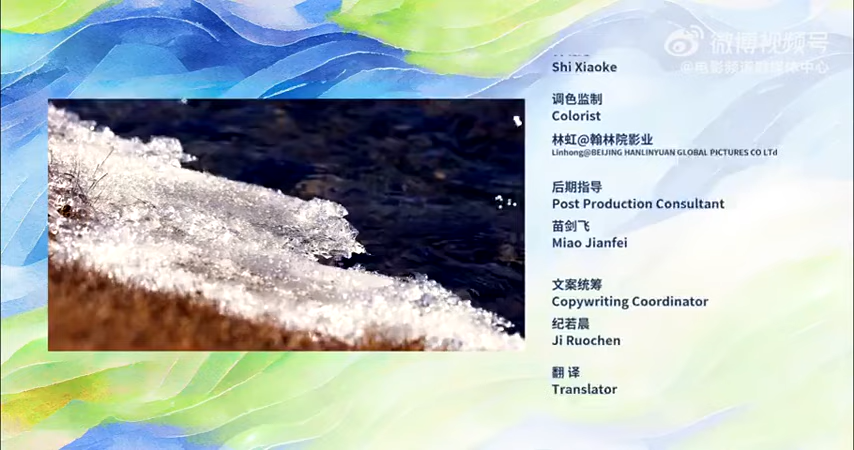 微博视频号
@电影频道融媒体中心
Shi Xiaoke
调色监制
Colorist
林虹@翰林院影业
Linhong@BEIJING HANLINYUAN GLOBAL PICTURES CO LTd
后期指导
Post Production Consultant
苗剑飞
Miao Jianfei
文案统筹
Copywriting Coordinator
纪若晨
Ji Ruochen
翻 译
Translator